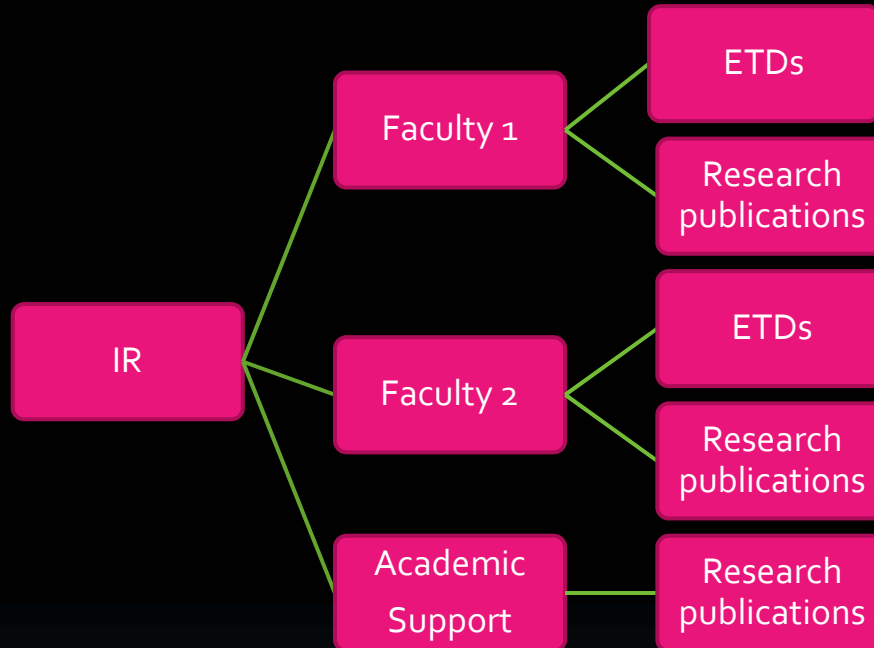 ETDs
Faculty 1
Research
publications
IR
ETDs
Faculty 2
Research
publications
Academic
Support
Research
publications